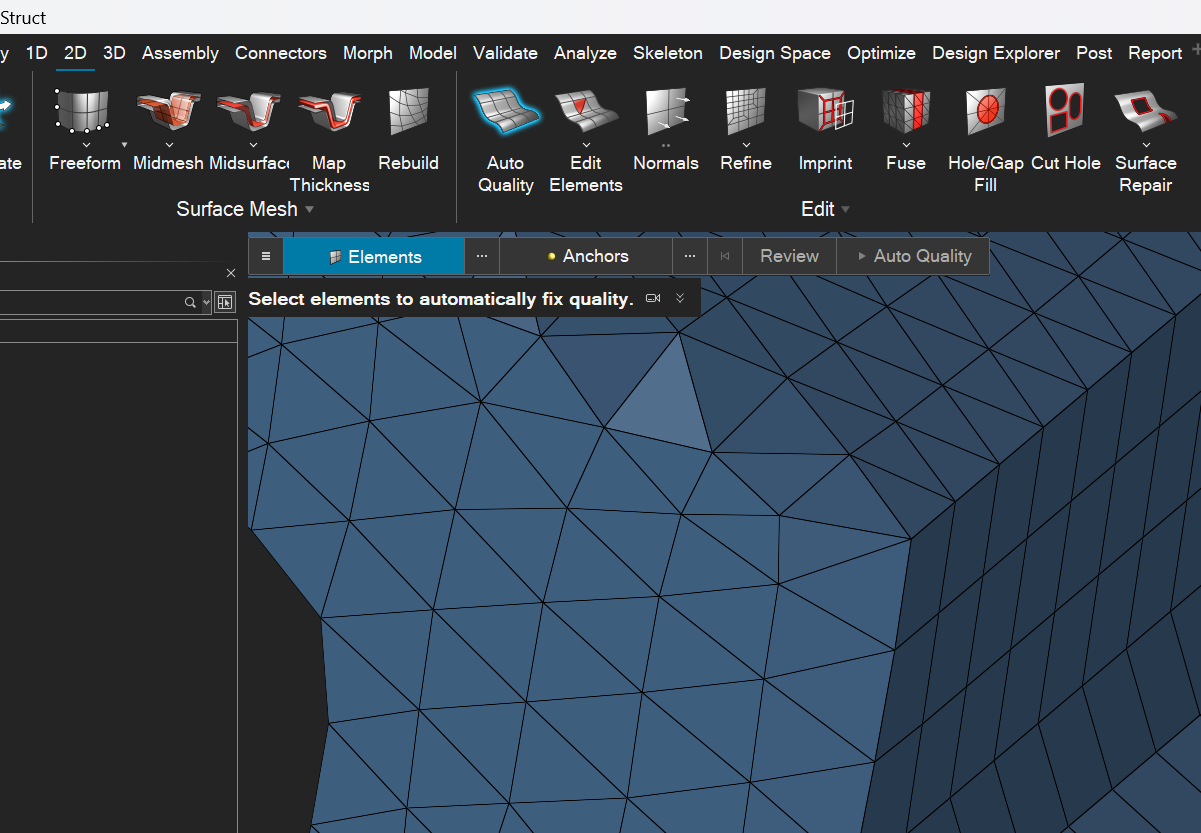 Struct
y 1D 2D 3D Assembly Connectors Morph Model Validate Analyze Skeleton Design Space Optimize Design Explorer Post Report
ate Freeform Midmesh Midsurfac Map Rebuild Auto Edit Normals Refine Imprint Fuse Hole/Gap Cut Hole Surface
Thickness Quality Elements Fill Repair
Surface Mesh Edit
Elements Anchors Review Auto Quality
Select elements to automatically fix quality.